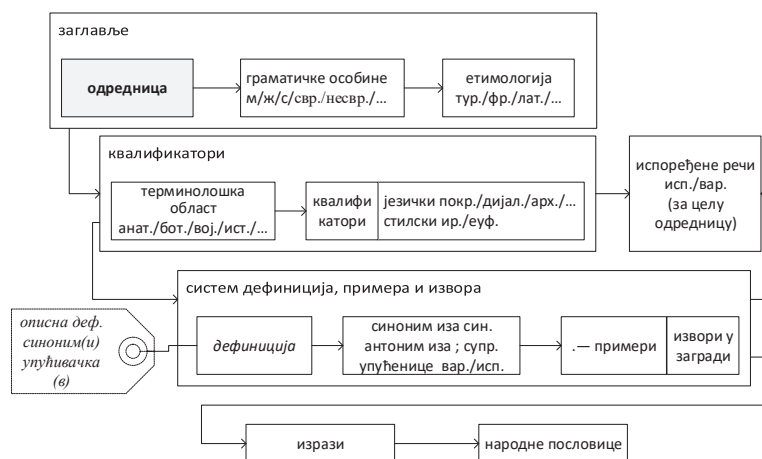 заглавље
одредница
граматичке особине
м/ж/с/свр./несвр./...
етимологија
тур./фр./лат./...
квалификатори
терминолошка
област
анат./бот./вој./ист./...
квалифи
катори
језички покр./дијал./арх./...
стилски ир./еуф.
испоређене речи
исп./вар.
(за целу
одредницу)
систем дефиниција, примера и извора
описна деф.
синоним(и)
упућивачка
(в)
дефиниција
синоним иза син.
антоним иза ; супр.
упућенице вар./исп.
.— примери
извори у
загради
изрази
народне пословице